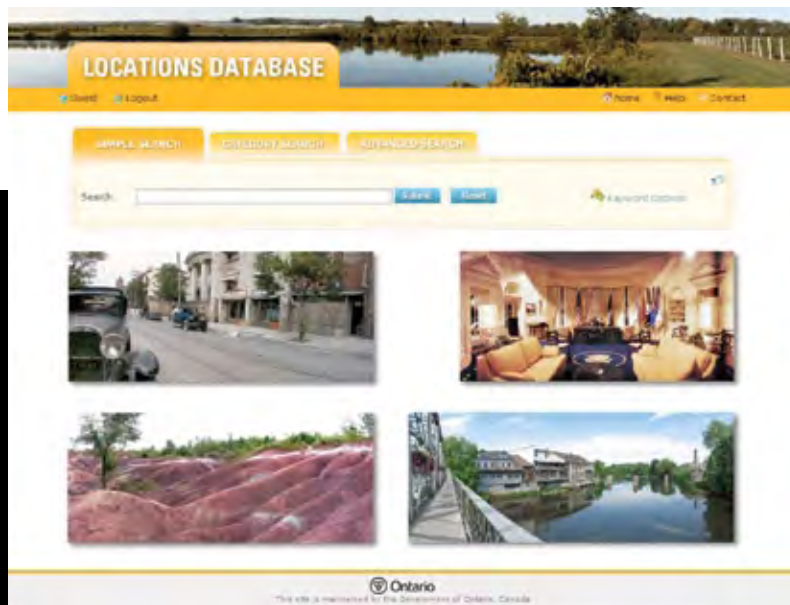 LOCATIONS DATABASE
Guest Logout
Home Help Contact
SIMPLE SEARCH CATEGORY SEARCH ADVANCED SEARCH
Search Submit Reset Keyword
Ontario
This site is maintained by the Government of Ontario, Canada